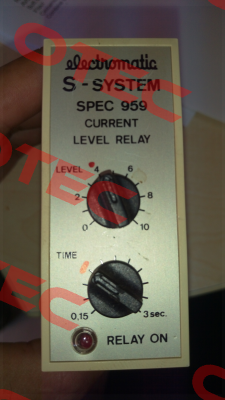 electromatic
S-SYSTEM
SPEC 959
CURRENT
LEVEL RELAY
LEVEL 4 6
2 8
0 10
TIME
0,15 3 sec.
RELAY ON